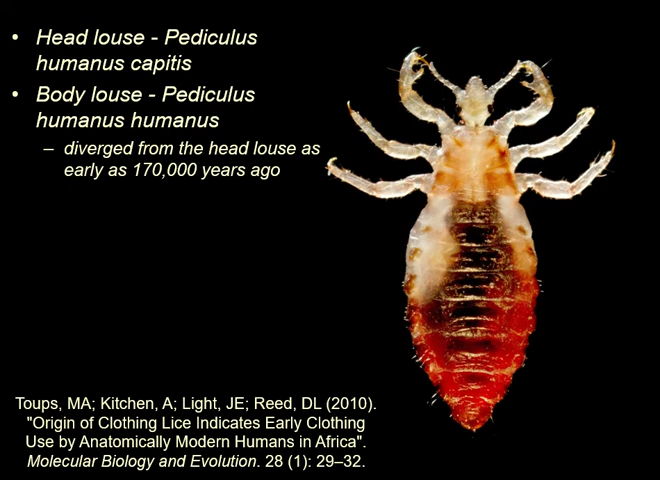 • Head louse - Pediculus
humanus capitis
• Body louse - Pediculus
humanus humanus
– diverged from the head louse as
early as 170,000 years ago
Toups, MA; Kitchen, A; Light, JE; Reed, DL (2010).
"Origin of Clothing Lice Indicates Early Clothing
Use by Anatomically Modern Humans in Africa".
Molecular Biology and Evolution. 28 (1): 29–32.